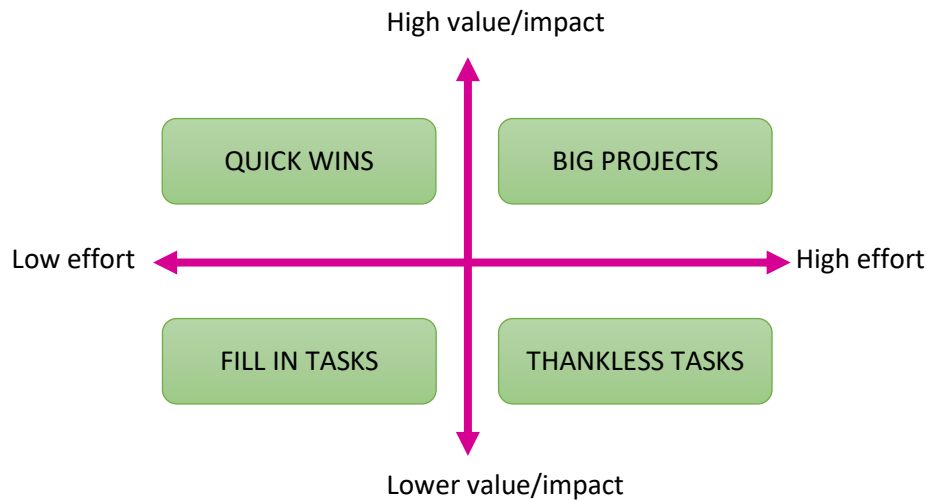 High value/impact
QUICK WINS
BIG PROJECTS
Low effort
High effort
FILL IN TASKS
THANKLESS TASKS
Lower value/impact